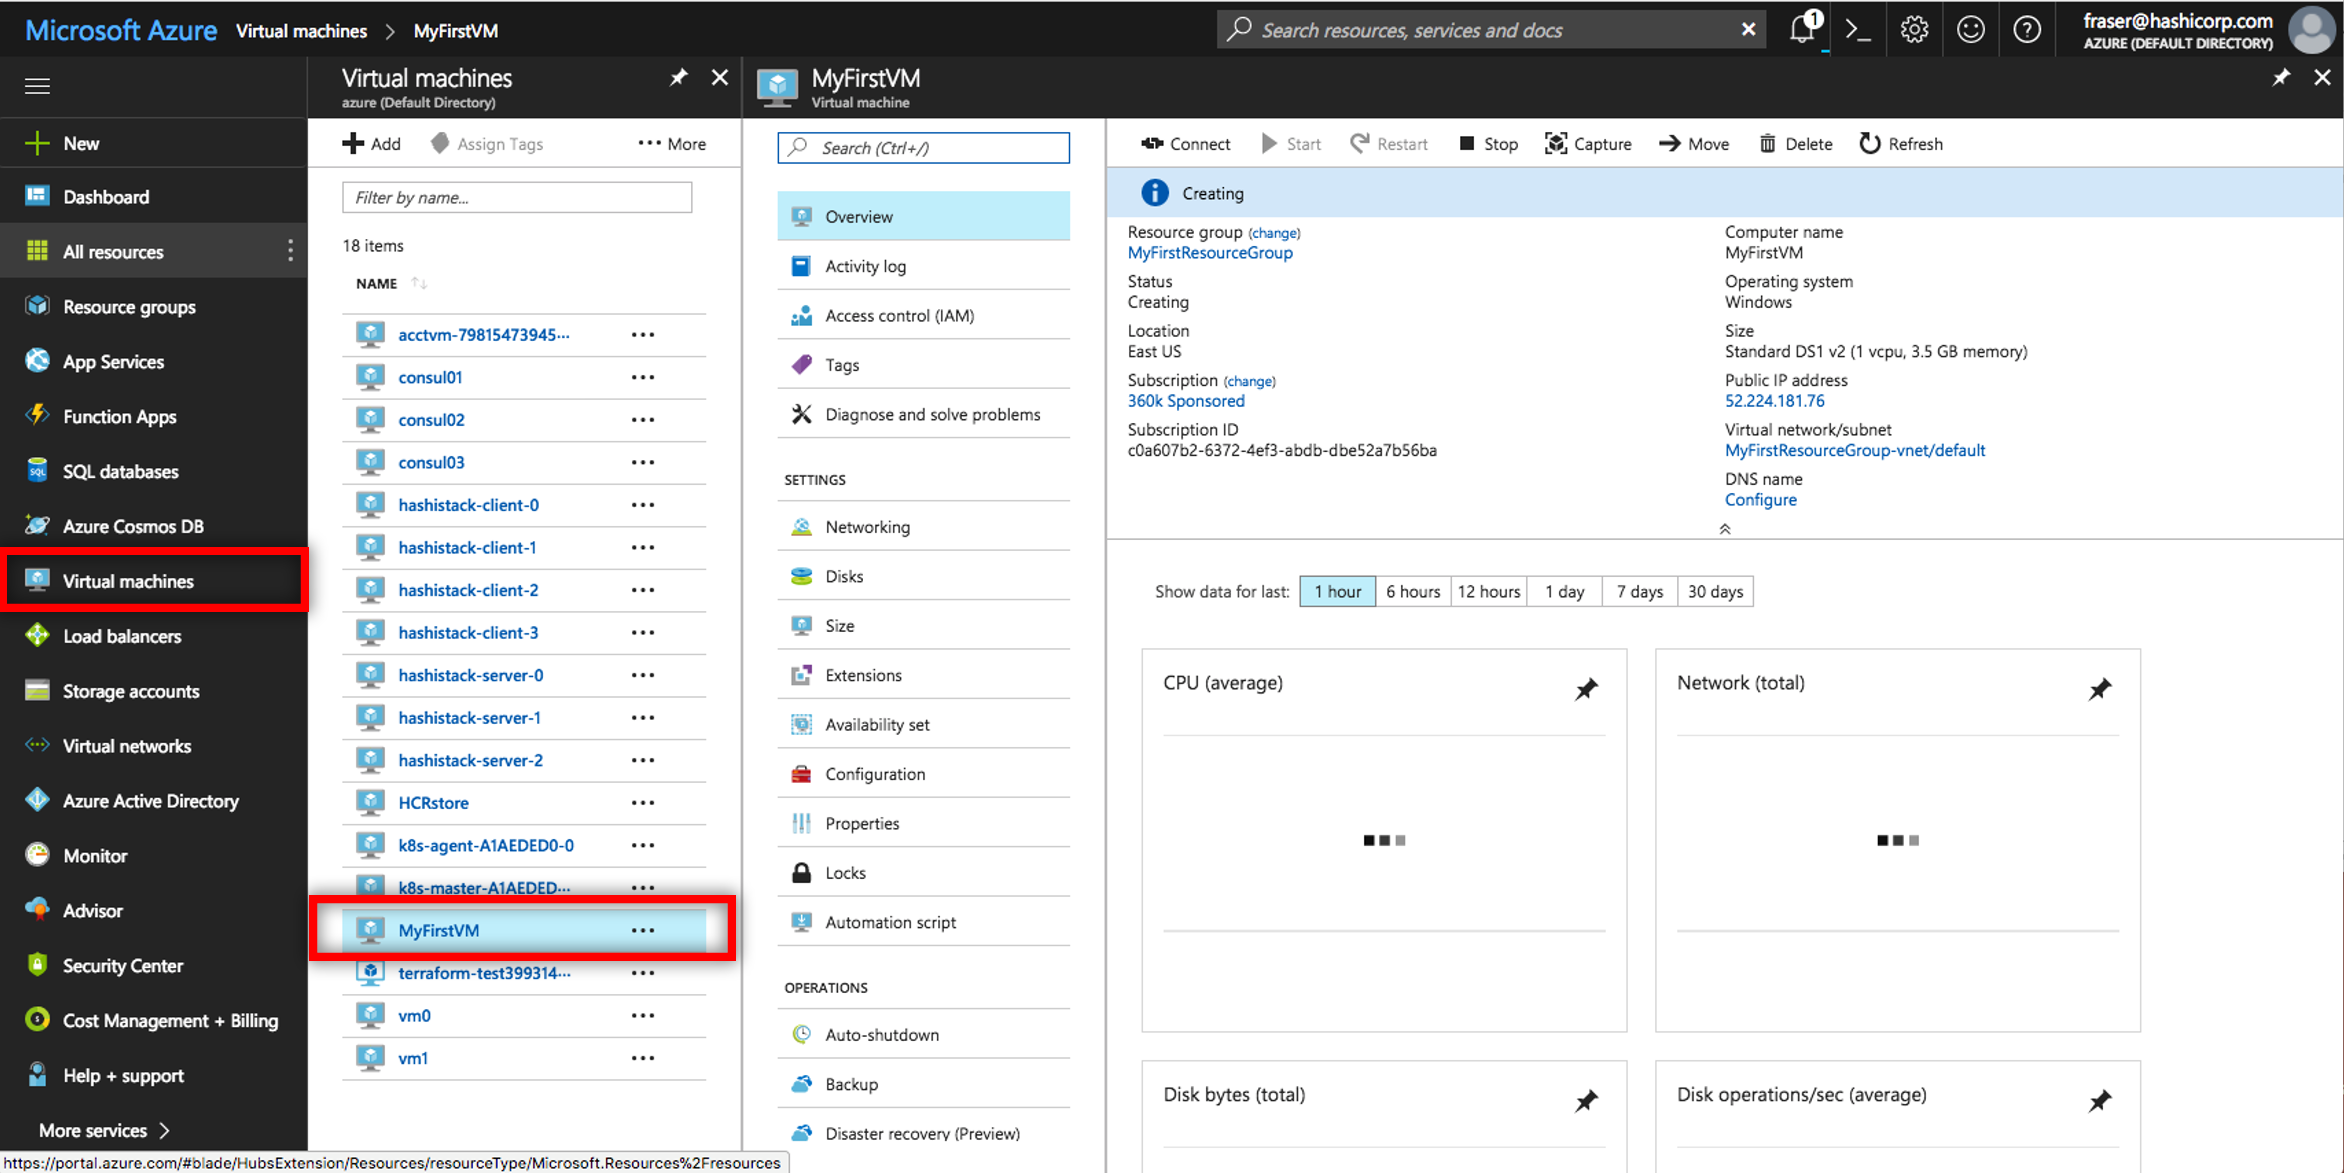 Microsoft Azure Virtual machines > MyFirstVM
Search resources, services and docs
1
fraser@hashicorp.com
AZURE (DEFAULT DIRECTORY)
New
Dashboard
All resources
Resource groups
App Services
Function Apps
SQL databases
Azure Cosmos DB
Virtual machines
Load balancers
Storage accounts
Virtual networks
Azure Active Directory
Monitor
Advisor
Security Center
Cost Management + Billing
Help + support
More services >
Virtual machines
azure (Default Directory)
Add Assign Tags ··· More
Filter by name...
18 items
NAME
acctvm-79815473945···
consul01
consul02
consul03
hashistack-client-0
hashistack-client-1
hashistack-client-2
hashistack-client-3
hashistack-server-0
hashistack-server-1
hashistack-server-2
HCRstore
k8s-agent-A1AEDED0-0
k8s-master-A1AEDED···
MyFirstVM
terraform-test399314···
vm0
vm1
MyFirstVM
Virtual machine
Search (Ctrl+/)
Overview
Activity log
Access control (IAM)
Tags
Diagnose and solve problems
SETTINGS
Networking
Disks
Size
Extensions
Availability set
Configuration
Properties
Locks
Automation script
OPERATIONS
Auto-shutdown
Backup
Disaster recovery (Preview)
Connect Start Restart Stop Capture Move Delete Refresh
Creating
Resource group (change)
MyFirstResourceGroup
Status
Creating
Location
East US
Subscription (change)
360k Sponsored
Subscription ID
c0a607b2-6372-4ef3-abdb-dbe52a7b56ba
Computer name
MyFirstVM
Operating system
Windows
Size
Standard DS1 v2 (1 vcpu, 3.5 GB memory)
Public IP address
52.224.181.76
Virtual network/subnet
MyFirstResourceGroup-vnet/default
DNS name
Configure
Show data for last: 1 hour 6 hours 12 hours 1 day 7 days 30 days
CPU (average)
Network (total)
Disk bytes (total)
Disk operations/sec (average)
https://portal.azure.com/#blade/HubsExtension/Resources/resourceType/Microsoft.Resources%2Fresources